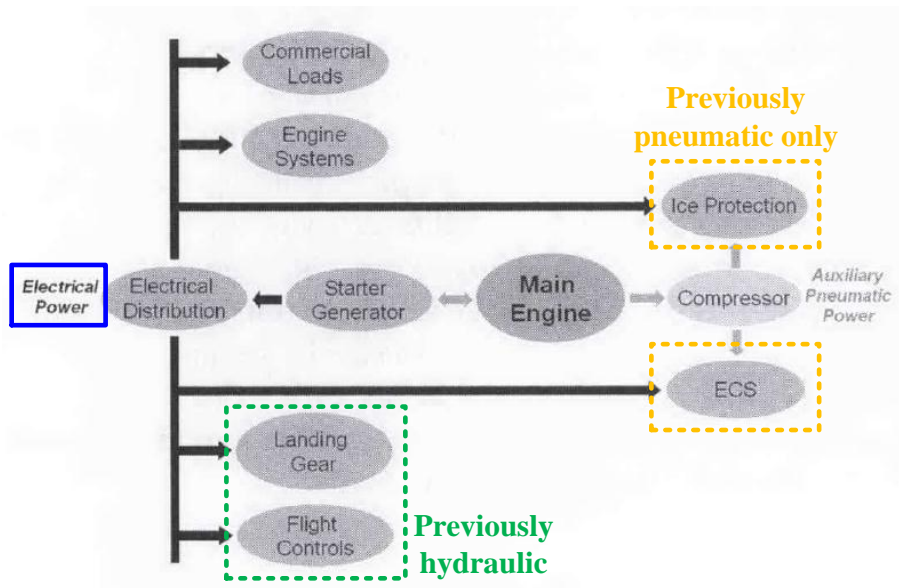 Commercial
Loads
Previously
pneumatic only
Engine
Systems
Ice Protection
Electrical
Power
Electrical
Distribution
Starter
Generator
Main
Engine
Compressor
Auxiliary
Pneumatic
Power
ECS
Landing
Gear
Flight
Controls
Previously
hydraulic